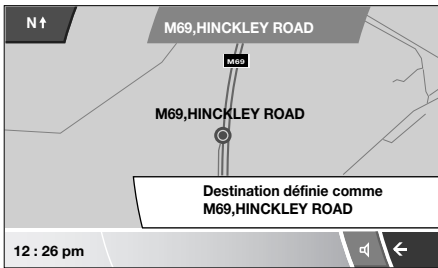 N
M69,HINCKLEY ROAD
M69
M69,HINCKLEY ROAD
Destination définie comme
M69,HINCKLEY ROAD
12 : 26 pm